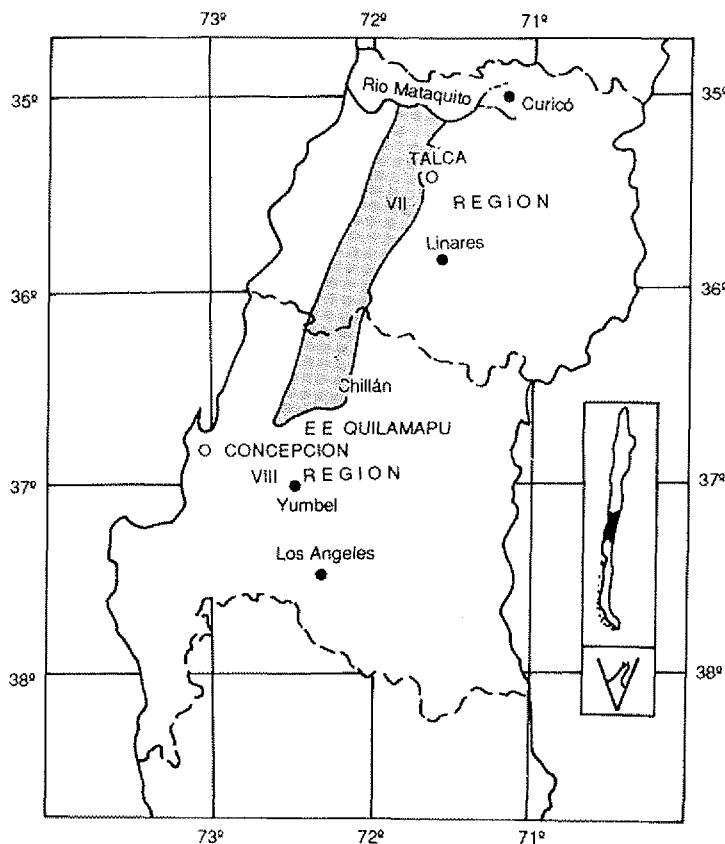 73º 72º 71º
35º
35º
Rio Mataquito
Curicó
TALCA
VII
REGION
Linares
36º
36º
Chillán
EE QUILAMAPU
CONCEPCION
VIII REGION
37º
37º
Yumbel
Los Angeles
38º
38º
73º 72º 71º